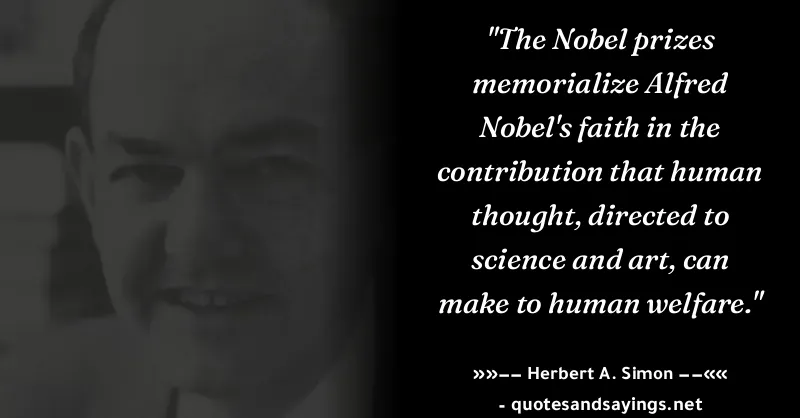 "The Nobel prizes
memorialize Alfred
Nobel's faith in the
contribution that human
thought, directed to
science and art, can
make to human welfare."
»»–– Herbert A. Simon ––««
- quotesandsayings.net